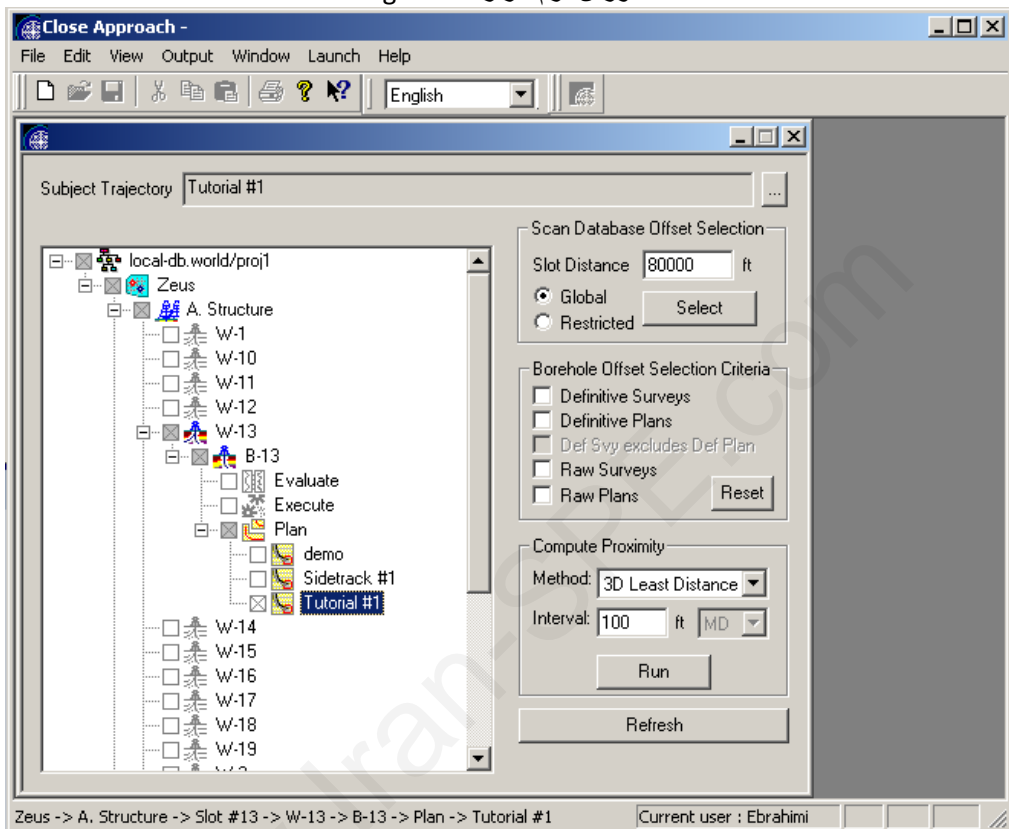 Close Approach -
File Edit View Output Window Launch Help
English
Subject Trajectory Tutorial #1 ...
Scan Database Offset Selection
Slot Distance 80000 ft
Global
Restricted
Select
Borehole Offset Selection Criteria
Definitive Surveys
Definitive Plans
Def Svy excludes Def Plan
Raw Surveys
Raw Plans
Reset
Compute Proximity
Method: 3D Least Distance
Interval: 100 ft MD
Run
Refresh
local-db.world/proj1
Zeus
A. Structure
W-1
W-10
W-11
W-12
W-13
B-13
Evaluate
Execute
Plan
demo
Sidetrack #1
Tutorial #1
W-14
W-15
W-16
W-17
W-18
W-19
Zeus -> A. Structure -> Slot #13 -> W-13 -> B-13 -> Plan -> Tutorial #1
Current user : Ebrahimi
Iran-SPE.com